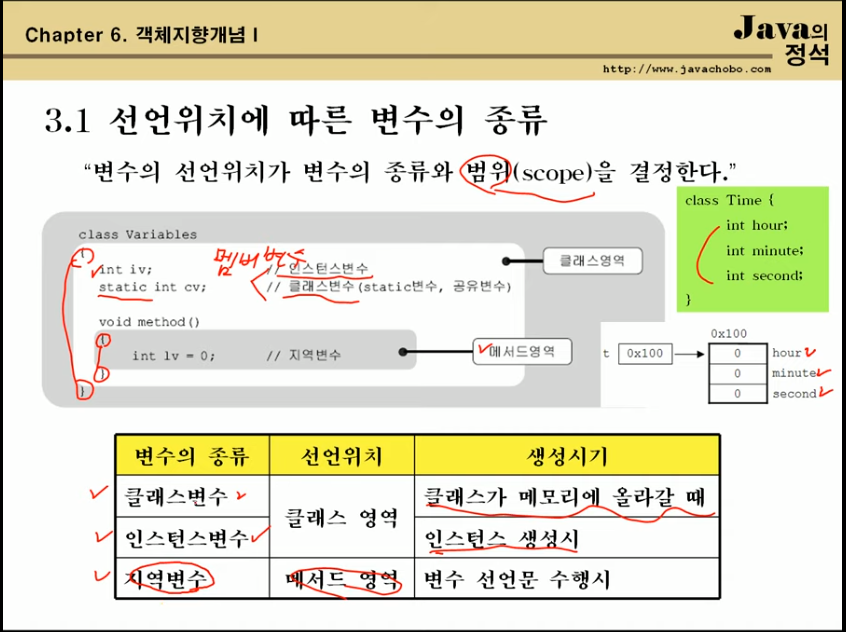 Chapter 6. 객체지향개념 I
Java의
정석
http://www.javachobo.com
3.1 선언위치에 따른 변수의 종류
“변수의 선언위치가 변수의 종류와 범위(scope)을 결정한다.”
class Time {
int hour;
int minute;
int second;
}
class Variables
{
멤버변수
int iv; // 인스턴스변수
static int cv; // 클래스변수(static변수, 공유변수)
클래스영역
void method()
{
int lv = 0; // 지역변수
메서드영역
}
}
0x100
t 0x100 0 hour
0 minute
0 second
변수의 종류 선언위치 생성시기
클래스변수 클래스 영역 클래스가 메모리에 올라갈 때
인스턴스변수 인스턴스 생성시
지역변수 메서드 영역 변수 선언문 수행시